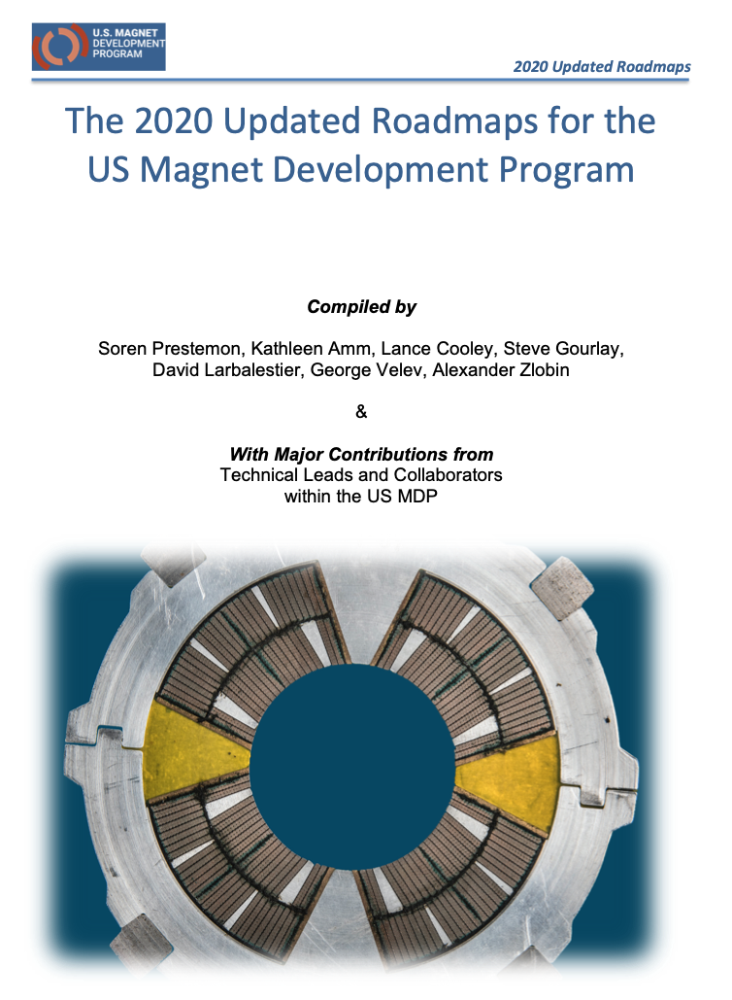 U.S. MAGNET
DEVELOPMENT
PROGRAM
2020 Updated Roadmaps
The 2020 Updated Roadmaps for the
US Magnet Development Program
Compiled by
Soren Prestemon, Kathleen Amm, Lance Cooley, Steve Gourlay,
David Larbalestier, George Velev, Alexander Zlobin
&
With Major Contributions from
Technical Leads and Collaborators
within the US MDP